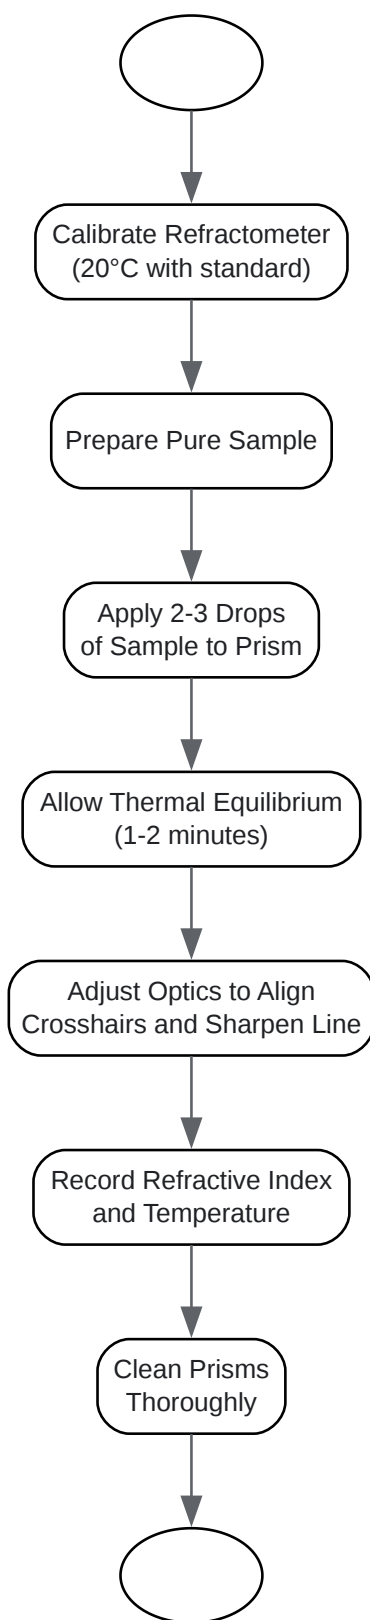 Calibrate Refractometer
(20°C with standard)
Prepare Pure Sample
Apply 2-3 Drops
of Sample to Prism
Allow Thermal Equilibrium
(1-2 minutes)
Adjust Optics to Align
Crosshairs and Sharpen Line
Record Refractive Index
and Temperature
Clean Prisms
Thoroughly